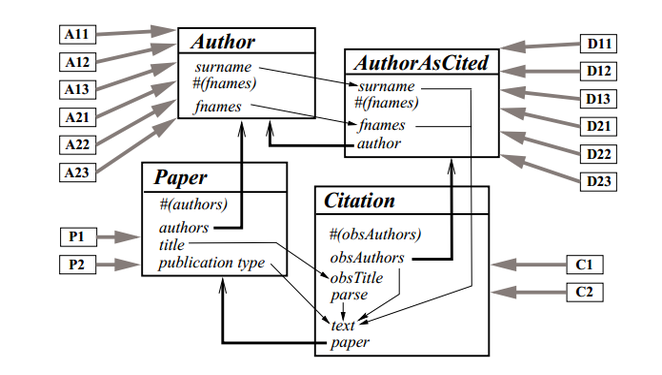 A11
A12
A13
A21
A22
A23
Author
surname
#(fnames)
fnames
AuthorAsCited
surname
#(fnames)
fnames
author
D11
D12
D13
D21
D22
D23
Paper
#(authors)
authors
title
publication type
P1
P2
Citation
#(obsAuthors)
obsAuthors
obsTitle
parse
text
paper
C1
C2